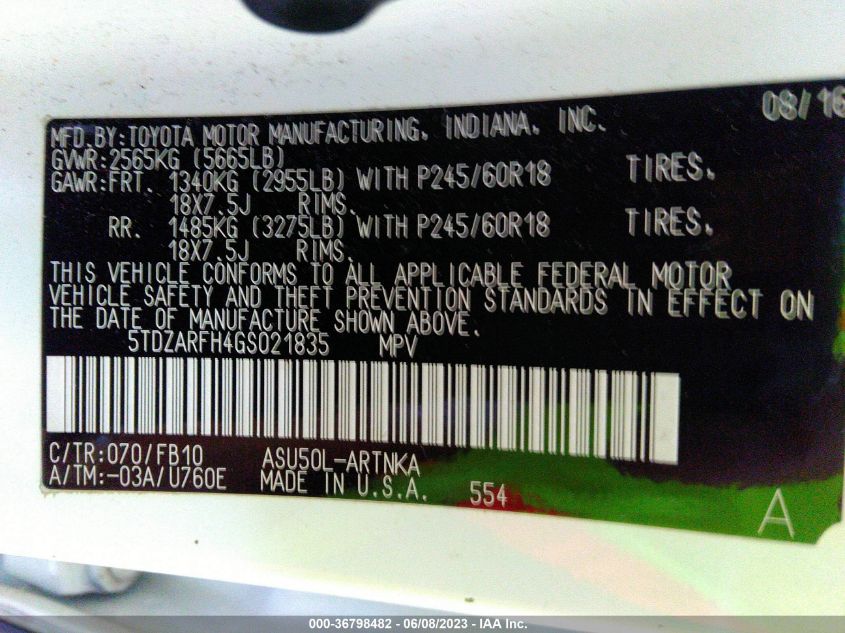 08/16
MFD.BY:TOYOTA MOTOR MANUFACTURING, INDIANA, INC.
GVWR:2565KG (5665LB)
GAWR:FRT. 1340KG (2955LB) WITH P245/60R18 TIRES.
18X7.5J RIMS.
RR. 1485KG (3275LB) WITH P245/60R18 TIRES.
18X7.5J RIMS.
THIS VEHICLE CONFORMS TO ALL APPLICABLE FEDERAL MOTOR
VEHICLE SAFETY AND THEFT PREVENTION STANDARDS IN EFFECT ON
THE DATE OF MANUFACTURE SHOWN ABOVE.
5TDZARFH4GS021835 MPV
C/TR:070/FB10 ASU50L-ARTNKA
A/TM:-03A/U760E MADE IN U.S.A. 554
A
000-36798482 - 06/08/2023 - IAA Inc.